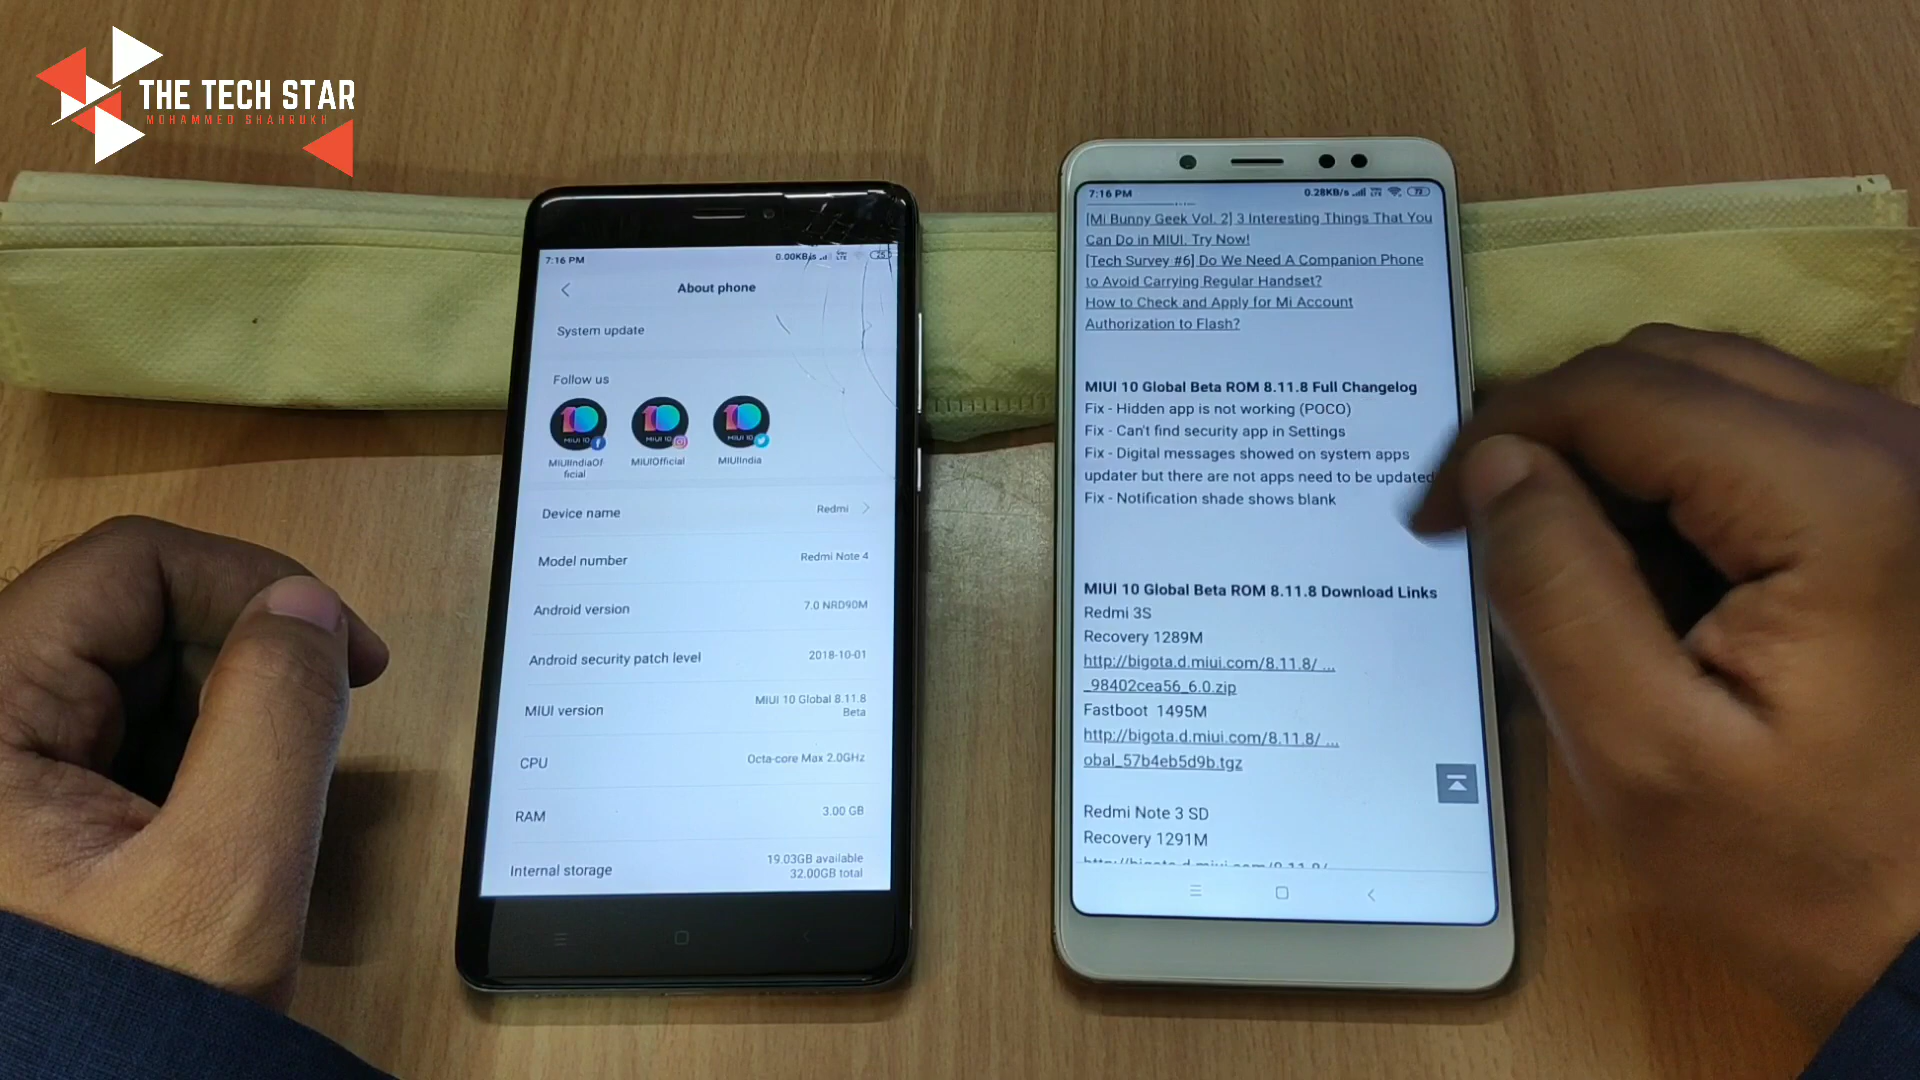 THE TECH STAR
MOHAMMED SHAHRUKH
7:16 PM
0.00KB/s
25
About phone
System update
Follow us
MIUI 10
MIUI 10
MIUI 10
MIUIIndiaOf
ficial
MIUIOfficial
MIUIIndia
Device name
Redmi
Model number
Redmi Note 4
Android version
7.0 NRD90M
Android security patch level
2018-10-01
MIUI version
MIUI 10 Global 8.11.8
Beta
CPU
Octa-core Max 2.0GHz
RAM
3.00 GB
Internal storage
19.03GB available
32.00GB total
7:16 PM
0.28KB/s
72
[Mi Bunny Geek Vol. 2] 3 Interesting Things That You
Can Do in MIUI. Try Now!
[Tech Survey #6] Do We Need A Companion Phone
to Avoid Carrying Regular Handset?
How to Check and Apply for Mi Account
Authorization to Flash?
MIUI 10 Global Beta ROM 8.11.8 Full Changelog
Fix - Hidden app is not working (POCO)
Fix - Can't find security app in Settings
Fix - Digital messages showed on system apps
updater but there are not apps need to be updated
Fix - Notification shade shows blank
MIUI 10 Global Beta ROM 8.11.8 Download Links
Redmi 3S
Recovery 1289M
http://bigota.d.miui.com/8.11.8/ ...
_98402cea56_6.0.zip
Fastboot 1495M
http://bigota.d.miui.com/8.11.8/ ...
obal_57b4eb5d9b.tgz
Redmi Note 3 SD
Recovery 1291M